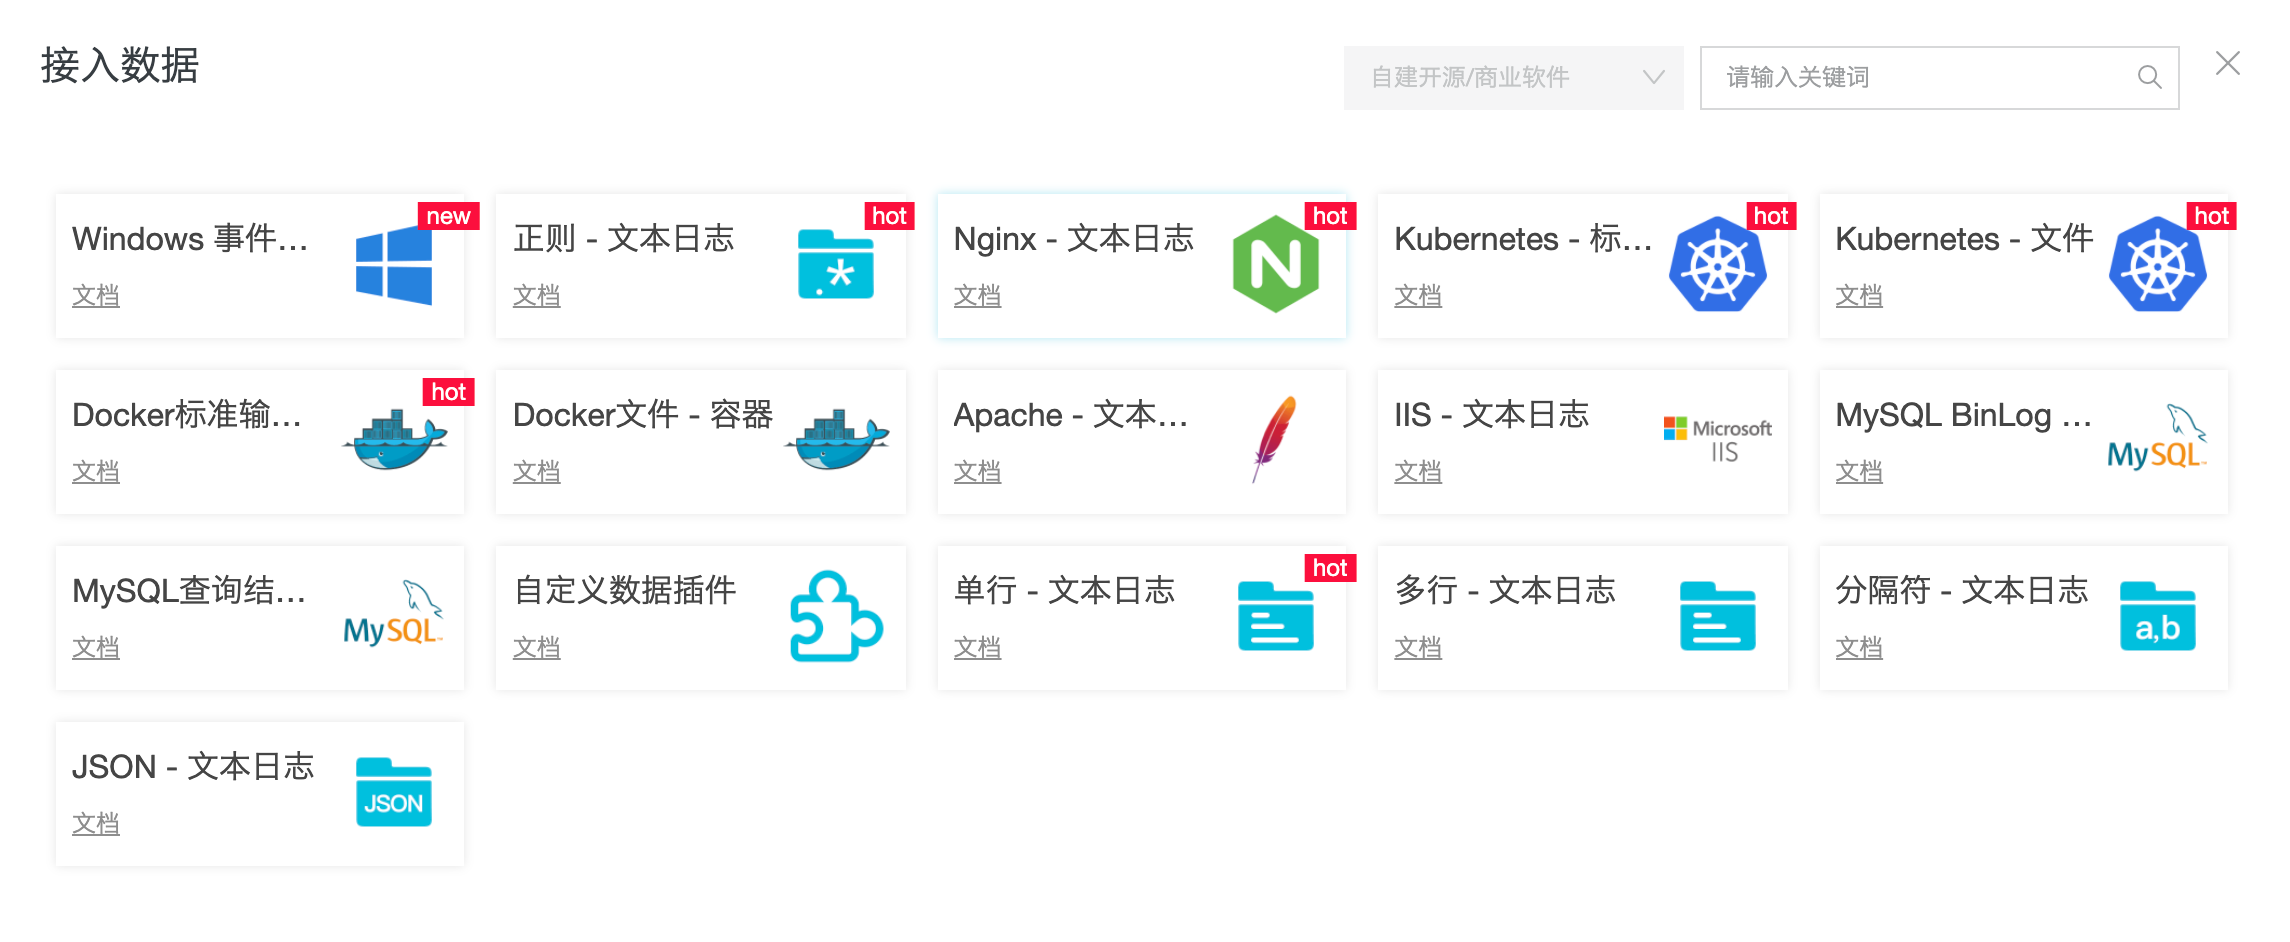 接入数据
自建开源/商业软件
请输入关键词
new
Windows 事件...
文档
hot
正则 - 文本日志
.*
文档
hot
Nginx - 文本日志
N
文档
hot
Kubernetes - 标...
文档
hot
Kubernetes - 文件
文档
hot
Docker标准输...
文档
Docker文件 - 容器
文档
Apache - 文本...
文档
IIS - 文本日志
Microsoft
IIS
文档
MySQL BinLog ...
MySQL™
文档
MySQL查询结...
MySQL™
文档
自定义数据插件
文档
hot
单行 - 文本日志
文档
多行 - 文本日志
文档
分隔符 - 文本日志
a,b
文档
JSON - 文本日志
JSON
文档